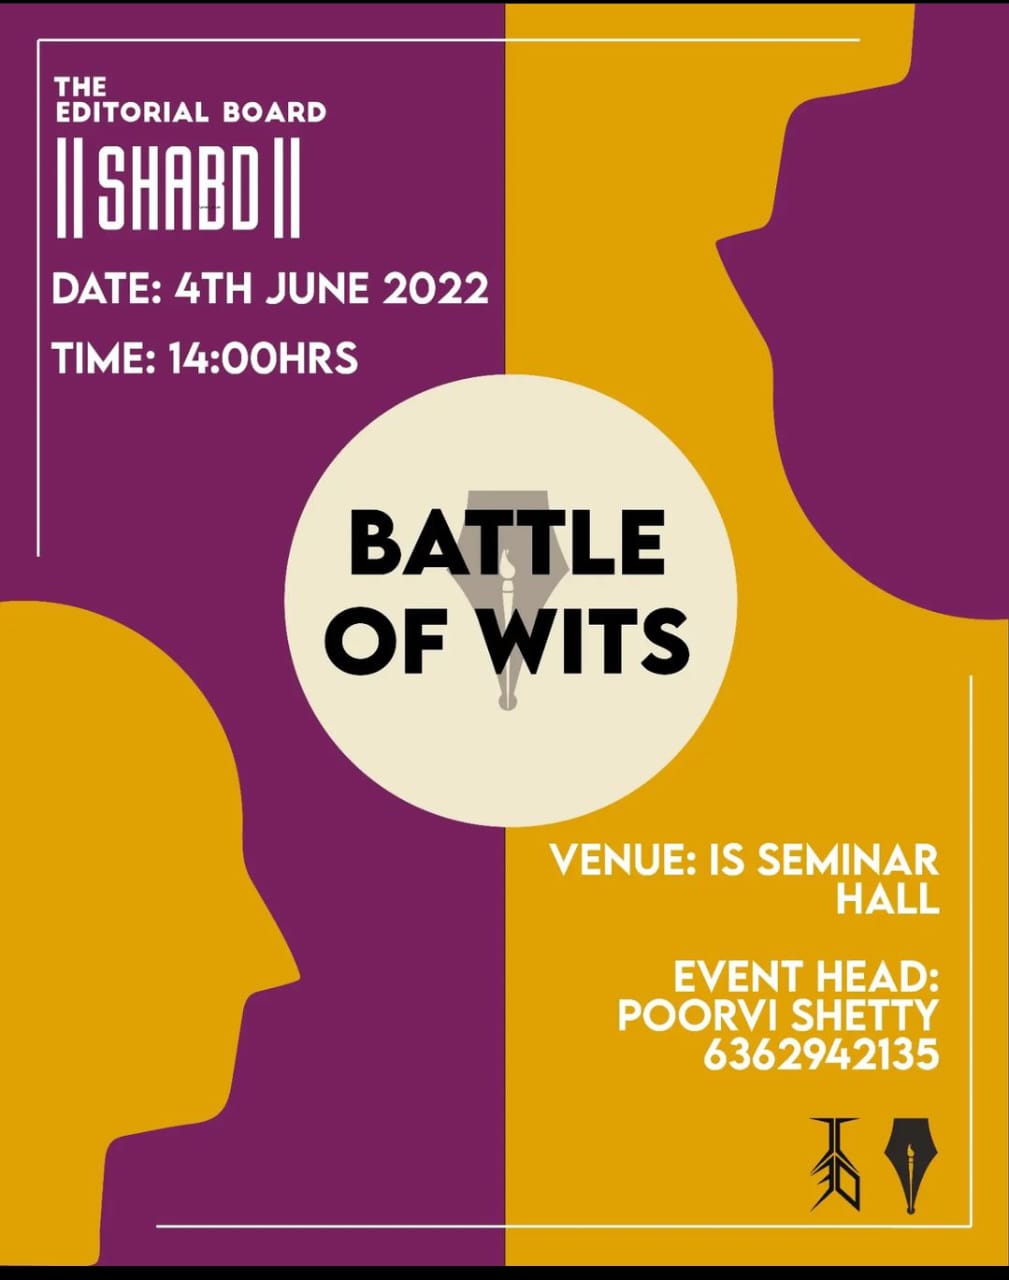 THE
EDITORIAL BOARD
||SHABD||
DATE: 4TH JUNE 2022
TIME: 14:00HRS
BATTLE
OF WITS
VENUE: IS SEMINAR
HALL
EVENT HEAD:
POORVI SHETTY
6362942135